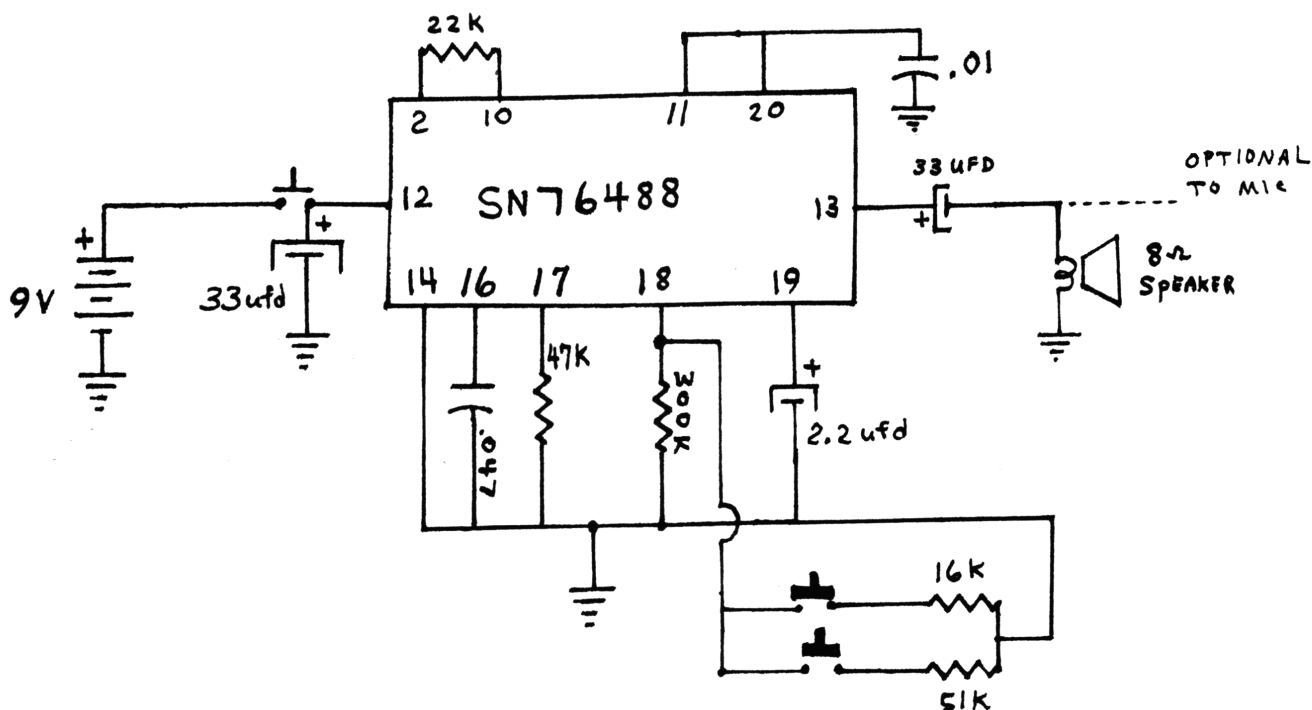 22K
.01
2
10
11
20
33 UFD
OPTIONAL
TO MIC
12
SN76488
13
+
+
+
9V
33ufd
8Ω
SPEAKER
14
16
17
18
19
47K
.047
+
2.2 ufd
16K
51K